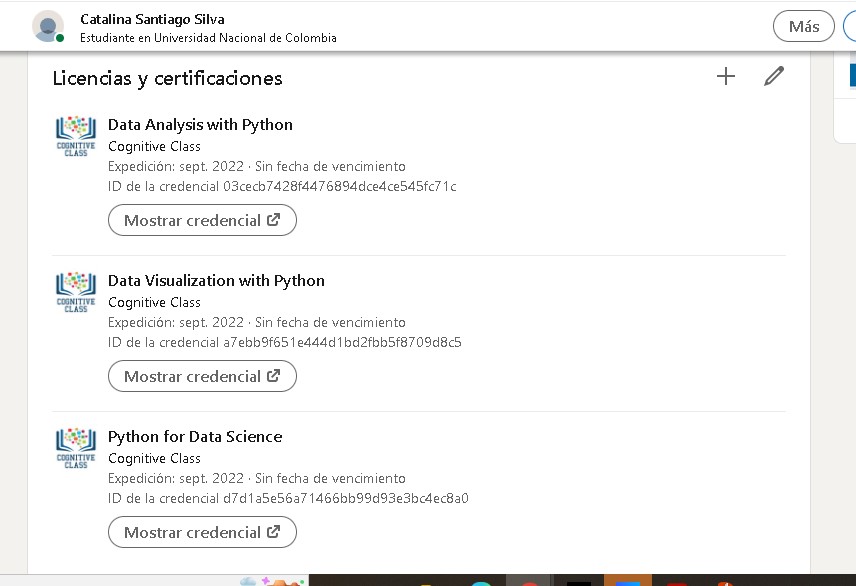 Catalina Santiago Silva
Estudiante en Universidad Nacional de Colombia
Más
Licencias y certificaciones
COGNITIVE
CLASS
Data Analysis with Python
Cognitive Class
Expedición: sept. 2022 · Sin fecha de vencimiento
ID de la credencial 03cecb7428f4476894dce4ce545fc71c
Mostrar credencial
COGNITIVE
CLASS
Data Visualization with Python
Cognitive Class
Expedición: sept. 2022 · Sin fecha de vencimiento
ID de la credencial a7ebb9f651e444d1bd2fbb5f8709d8c5
Mostrar credencial
COGNITIVE
CLASS
Python for Data Science
Cognitive Class
Expedición: sept. 2022 · Sin fecha de vencimiento
ID de la credencial d7d1a5e56a71466bb99d93e3bc4ec8a0
Mostrar credencial